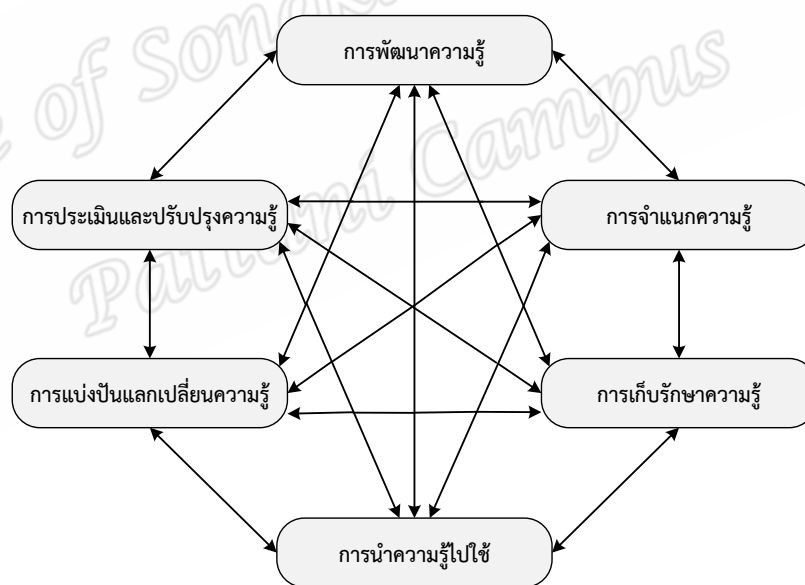 e of Song
Pattani Campus
การพัฒนาความรู้
การประเมินและปรับปรุงความรู้
การจำแนกความรู้
การแบ่งปันแลกเปลี่ยนความรู้
การเก็บรักษาความรู้
การนำความรู้ไปใช้